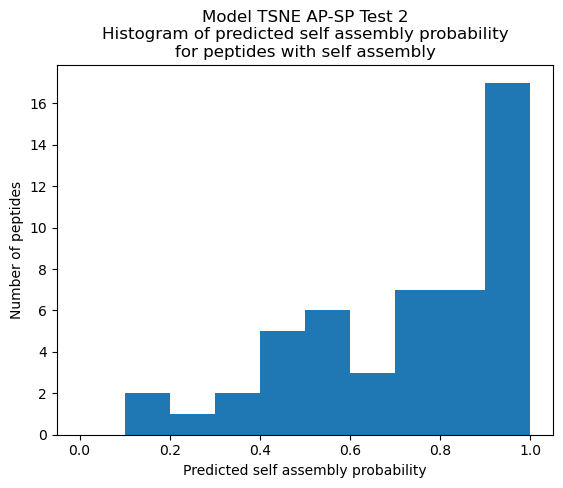 Model TSNE AP-SP Test 2
Histogram of predicted self assembly probability
for peptides with self assembly
16
14
12
10
8
6
4
2
0
Number of peptides
0.0 0.2 0.4 0.6 0.8 1.0
Predicted self assembly probability